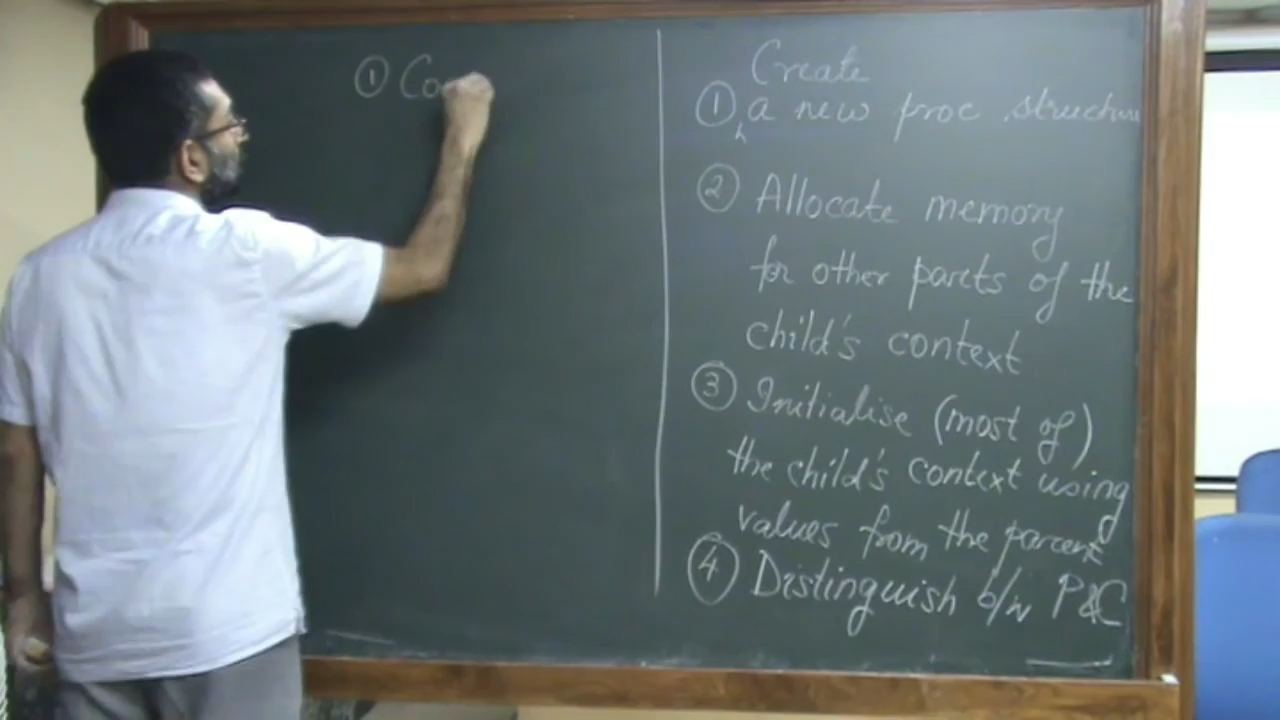 ① Co
Create
① a new proc structure
② Allocate memory
for other parts of the
child's context
③ Initialise (most of)
the child's context using
values from the parent
④ Distinguish b/w P&C